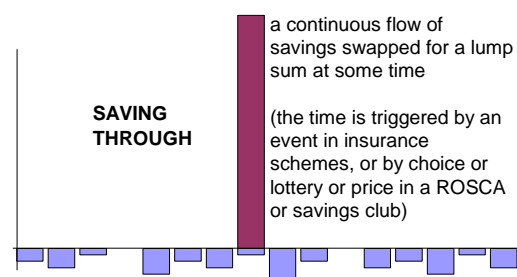 a continuous flow of
savings swapped for a lump
sum at some time
SAVING
THROUGH
(the time is triggered by an
event in insurance
schemes, or by choice or
lottery or price in a ROSCA
or savings club)